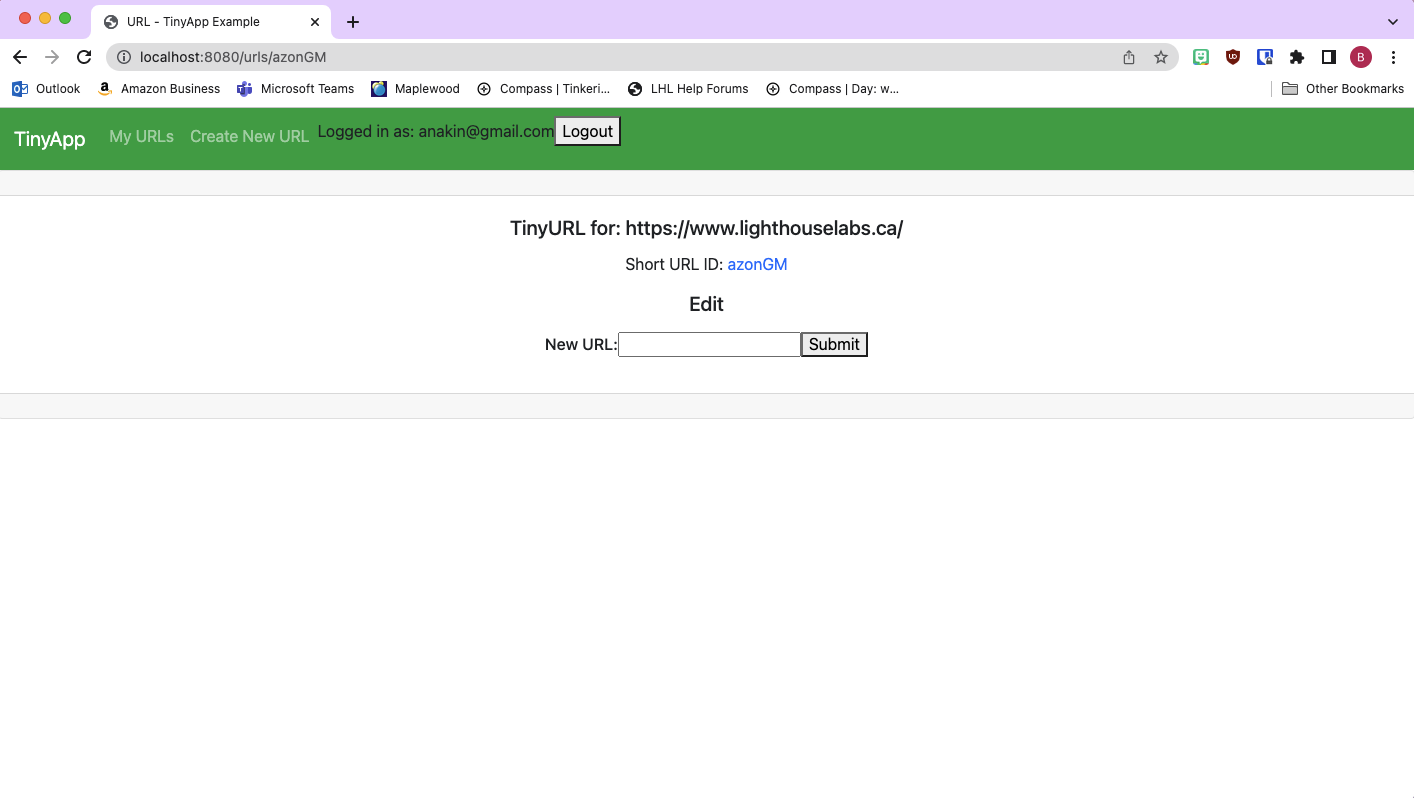 URL - TinyApp Example
localhost:8080/urls/azonGM
B
Outlook Amazon Business Microsoft Teams Maplewood Compass | Tinkeri... LHL Help Forums Compass | Day: w... Other Bookmarks
TinyApp My URLs Create New URL Logged in as: anakin@gmail.com Logout
TinyURL for: https://www.lighthouselabs.ca/
Short URL ID: azonGM
Edit
New URL: Submit